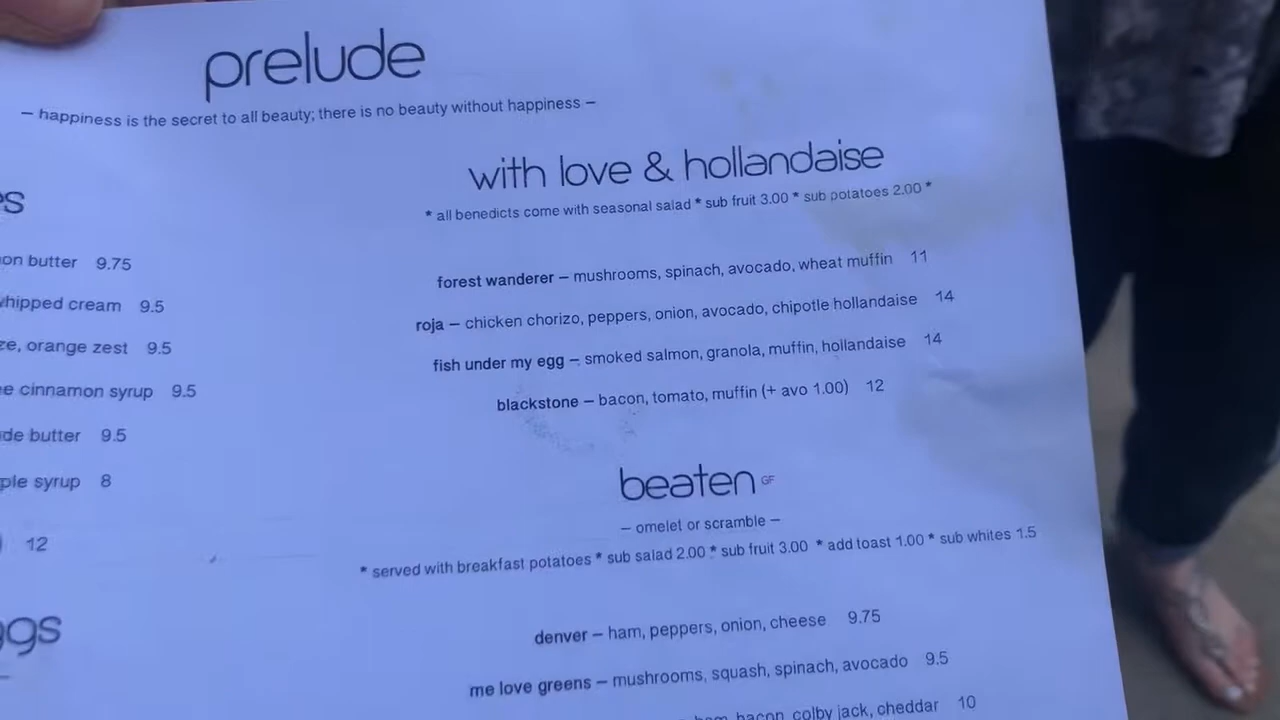 prelude
– happiness is the secret to all beauty; there is no beauty without happiness –
butter 9.75
whipped cream 9.5
orange zest 9.5
cinnamon syrup 9.5
butter 9.5
syrup 8
12
with love & hollandaise
* all benedicts come with seasonal salad * sub fruit 3.00 * sub potatoes 2.00 *
forest wanderer – mushrooms, spinach, avocado, wheat muffin 11
roja – chicken chorizo, peppers, onion, avocado, chipotle hollandaise 14
fish under my egg – smoked salmon, granola, muffin, hollandaise 14
blackstone – bacon, tomato, muffin (+ avo 1.00) 12
beaten GF
– omelet or scramble –
* served with breakfast potatoes * sub salad 2.00 * sub fruit 3.00 * add toast 1.00 * sub whites 1.5
denver – ham, peppers, onion, cheese 9.75
me love greens – mushrooms, squash, spinach, avocado 9.5
ham, bacon, colby jack, cheddar 10